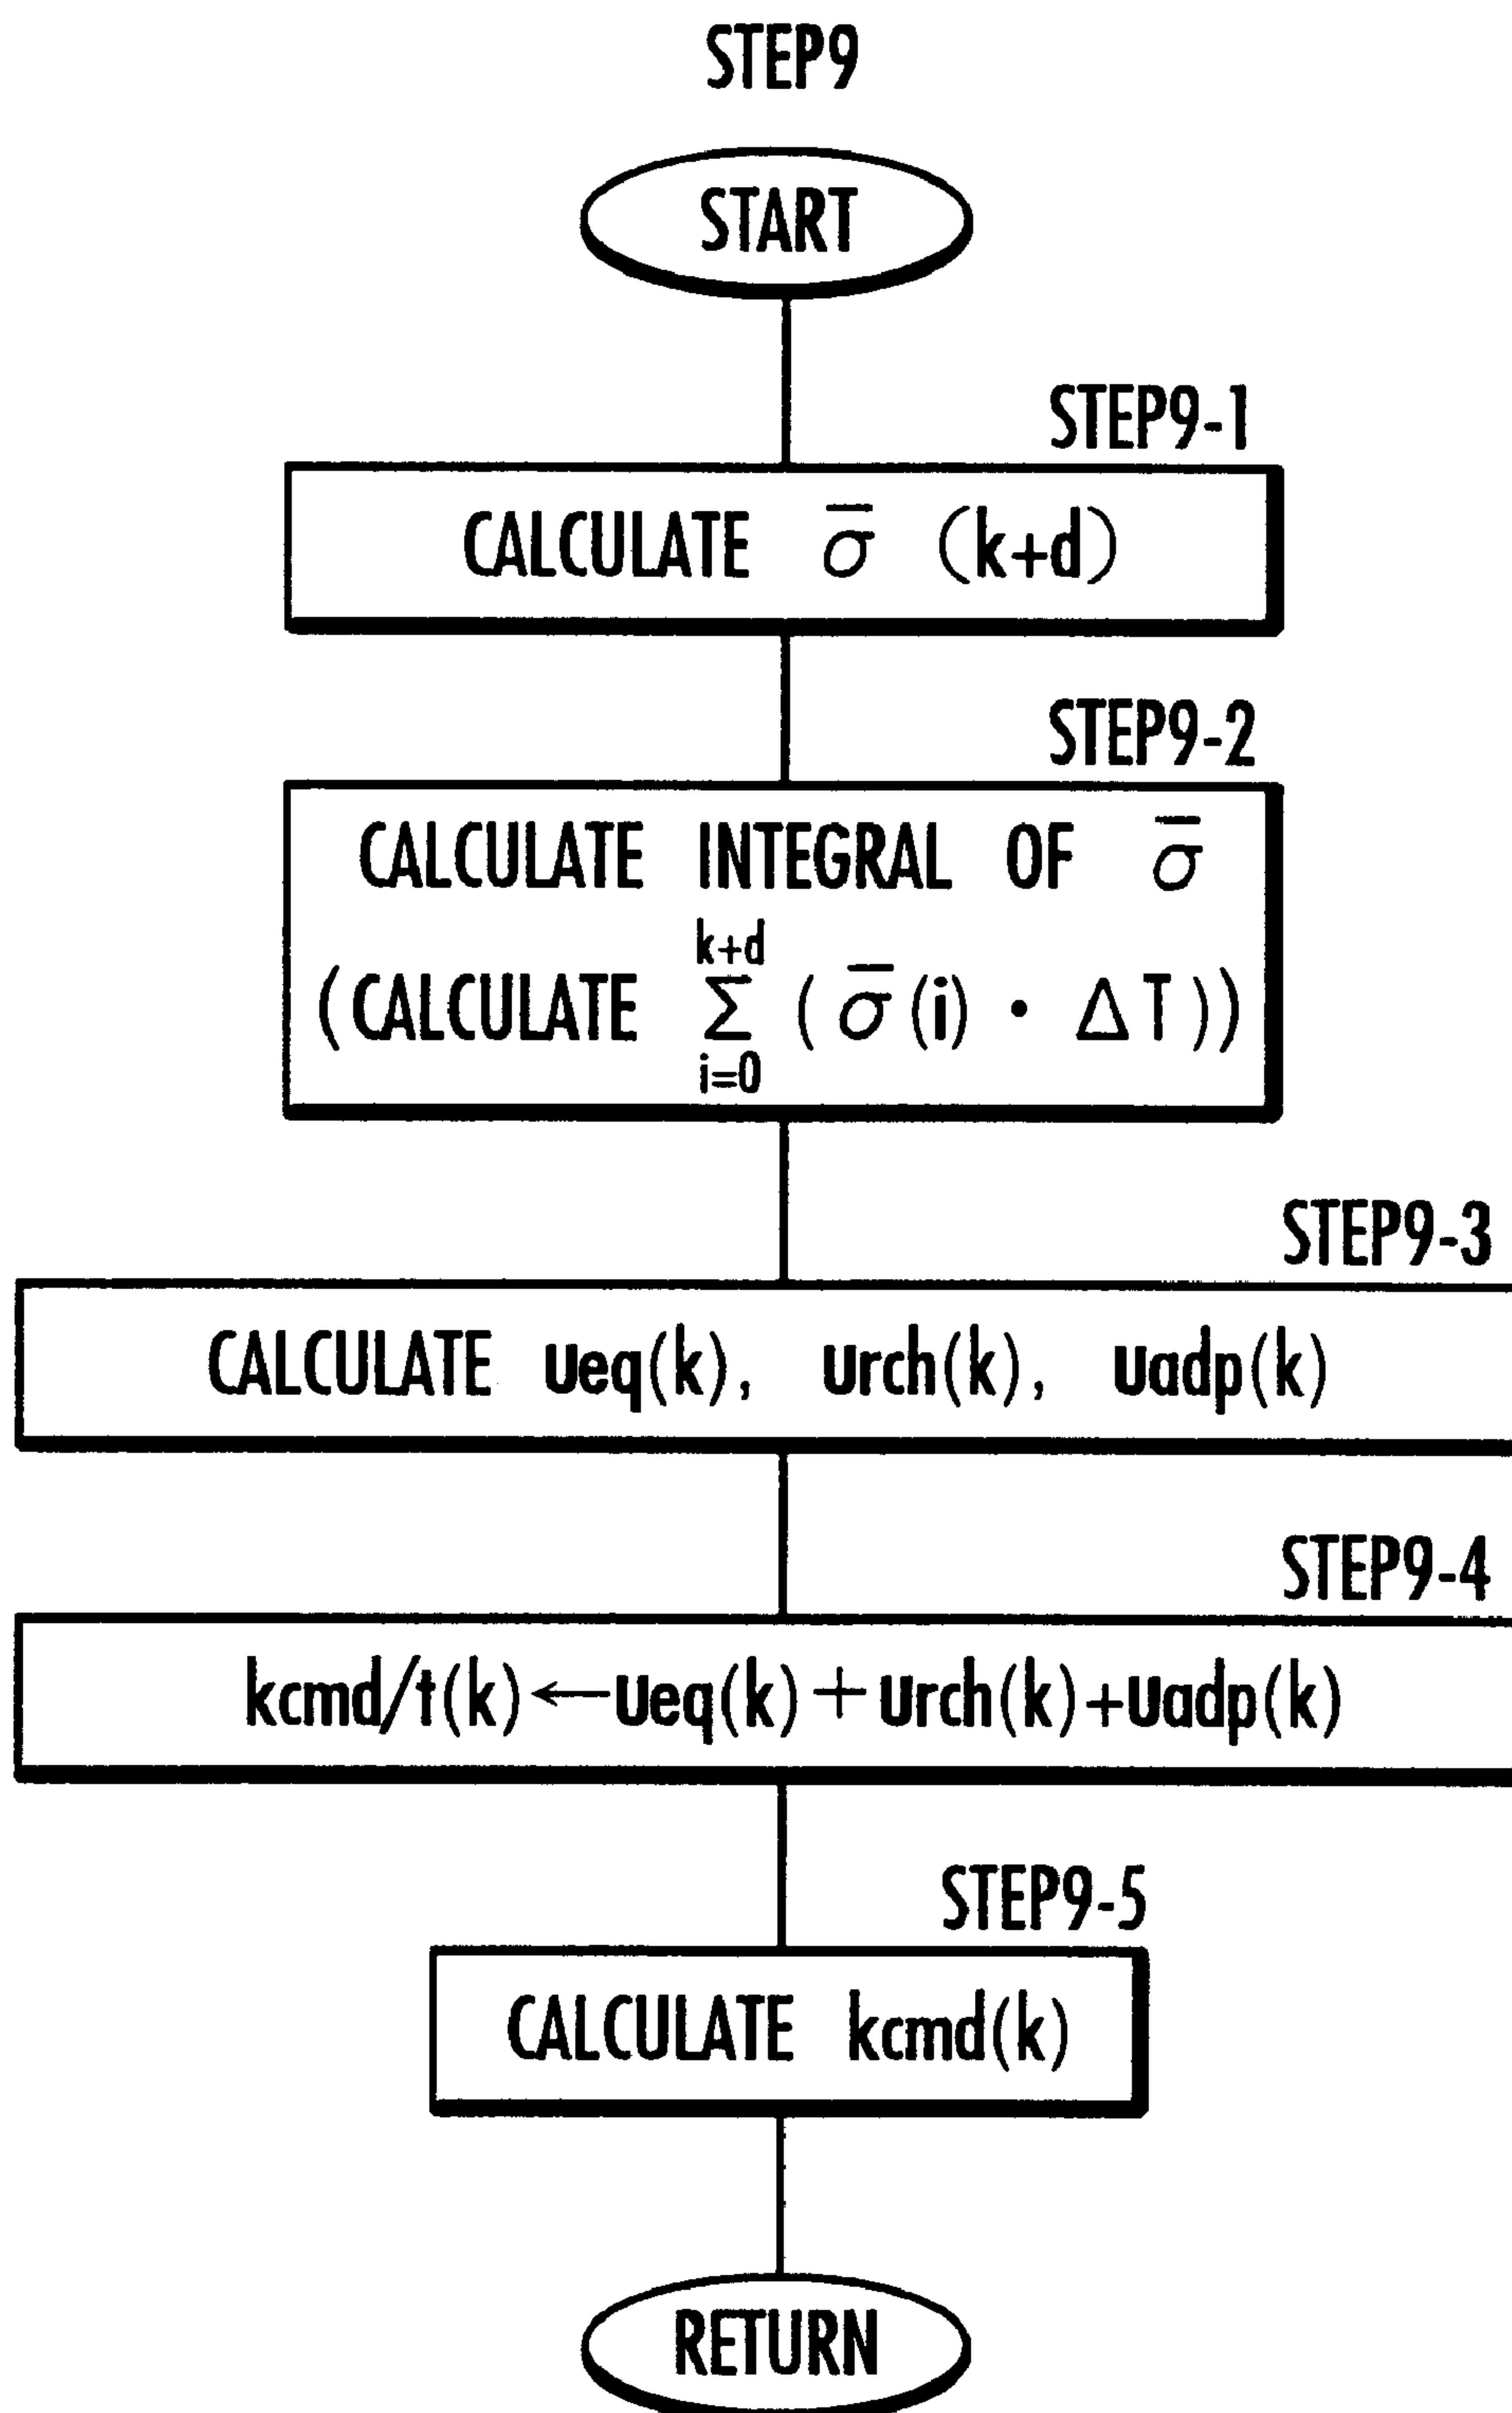 STEP9
START
STEP9-1
CALCULATE σ̅ (k+d)
STEP9-2
CALCULATE INTEGRAL OF σ̅
k+d
(CALCULATE Σ (σ̅(i) · ΔT))
i=0
STEP9-3
CALCULATE ueq(k), urch(k), uadp(k)
STEP9-4
kcmd/t(k)←ueq(k)+urch(k)+uadp(k)
STEP9-5
CALCULATE kcmd(k)
RETURN